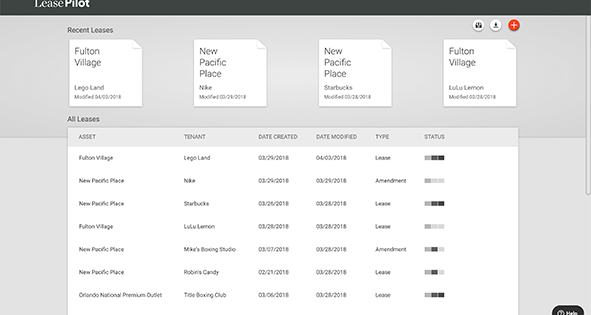 LeasePilot
Recent Leases
Fulton
Village
Lego Land
Modified 04/03/2018
New
Pacific
Place
Nike
Modified 03/29/2018
New
Pacific
Place
Starbucks
Modified 03/28/2018
Fulton
Village
LuLu Lemon
Modified 03/28/2018
All Leases
ASSET TENANT DATE CREATED DATE MODIFIED TYPE STATUS
Fulton Village Lego Land 03/29/2018 04/03/2018 Lease
New Pacific Place Nike 03/29/2018 03/29/2018 Amendment
New Pacific Place Starbucks 03/26/2018 03/28/2018 Lease
Fulton Village LuLu Lemon 03/28/2018 03/28/2018 Lease
New Pacific Place Mike's Boxing Studio 03/07/2018 03/28/2018 Amendment
New Pacific Place Robin's Candy 02/21/2018 03/28/2018 Lease
Orlando National Premium Outlet Title Boxing Club 03/06/2018 03/28/2018 Lease
Help